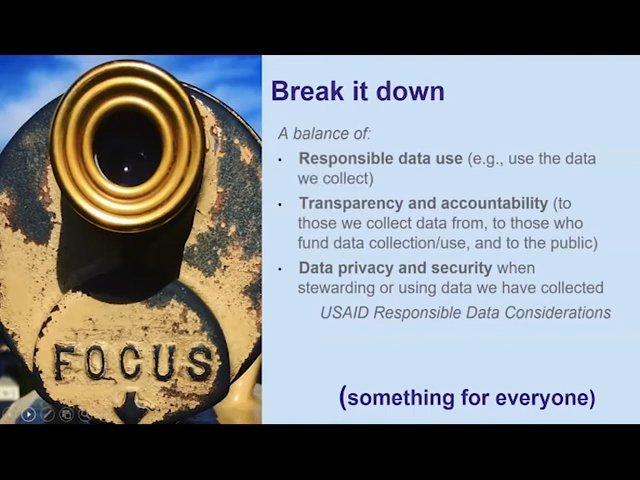 Break it down
A balance of:
• Responsible data use (e.g., use the data
we collect)
• Transparency and accountability (to
those we collect data from, to those who
fund data collection/use, and to the public)
• Data privacy and security when
stewarding or using data we have collected
USAID Responsible Data Considerations
(something for everyone)
FOCUS